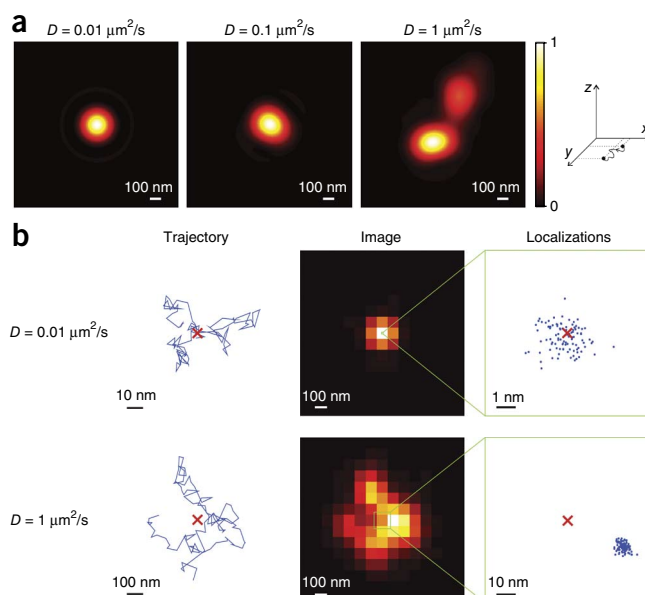 a
D = 0.01 μm²/s D = 0.1 μm²/s D = 1 μm²/s
1
0
z
x
y
100 nm 100 nm 100 nm
b
Trajectory Image Localizations
D = 0.01 μm²/s
10 nm 100 nm 1 nm
D = 1 μm²/s
100 nm 100 nm 10 nm